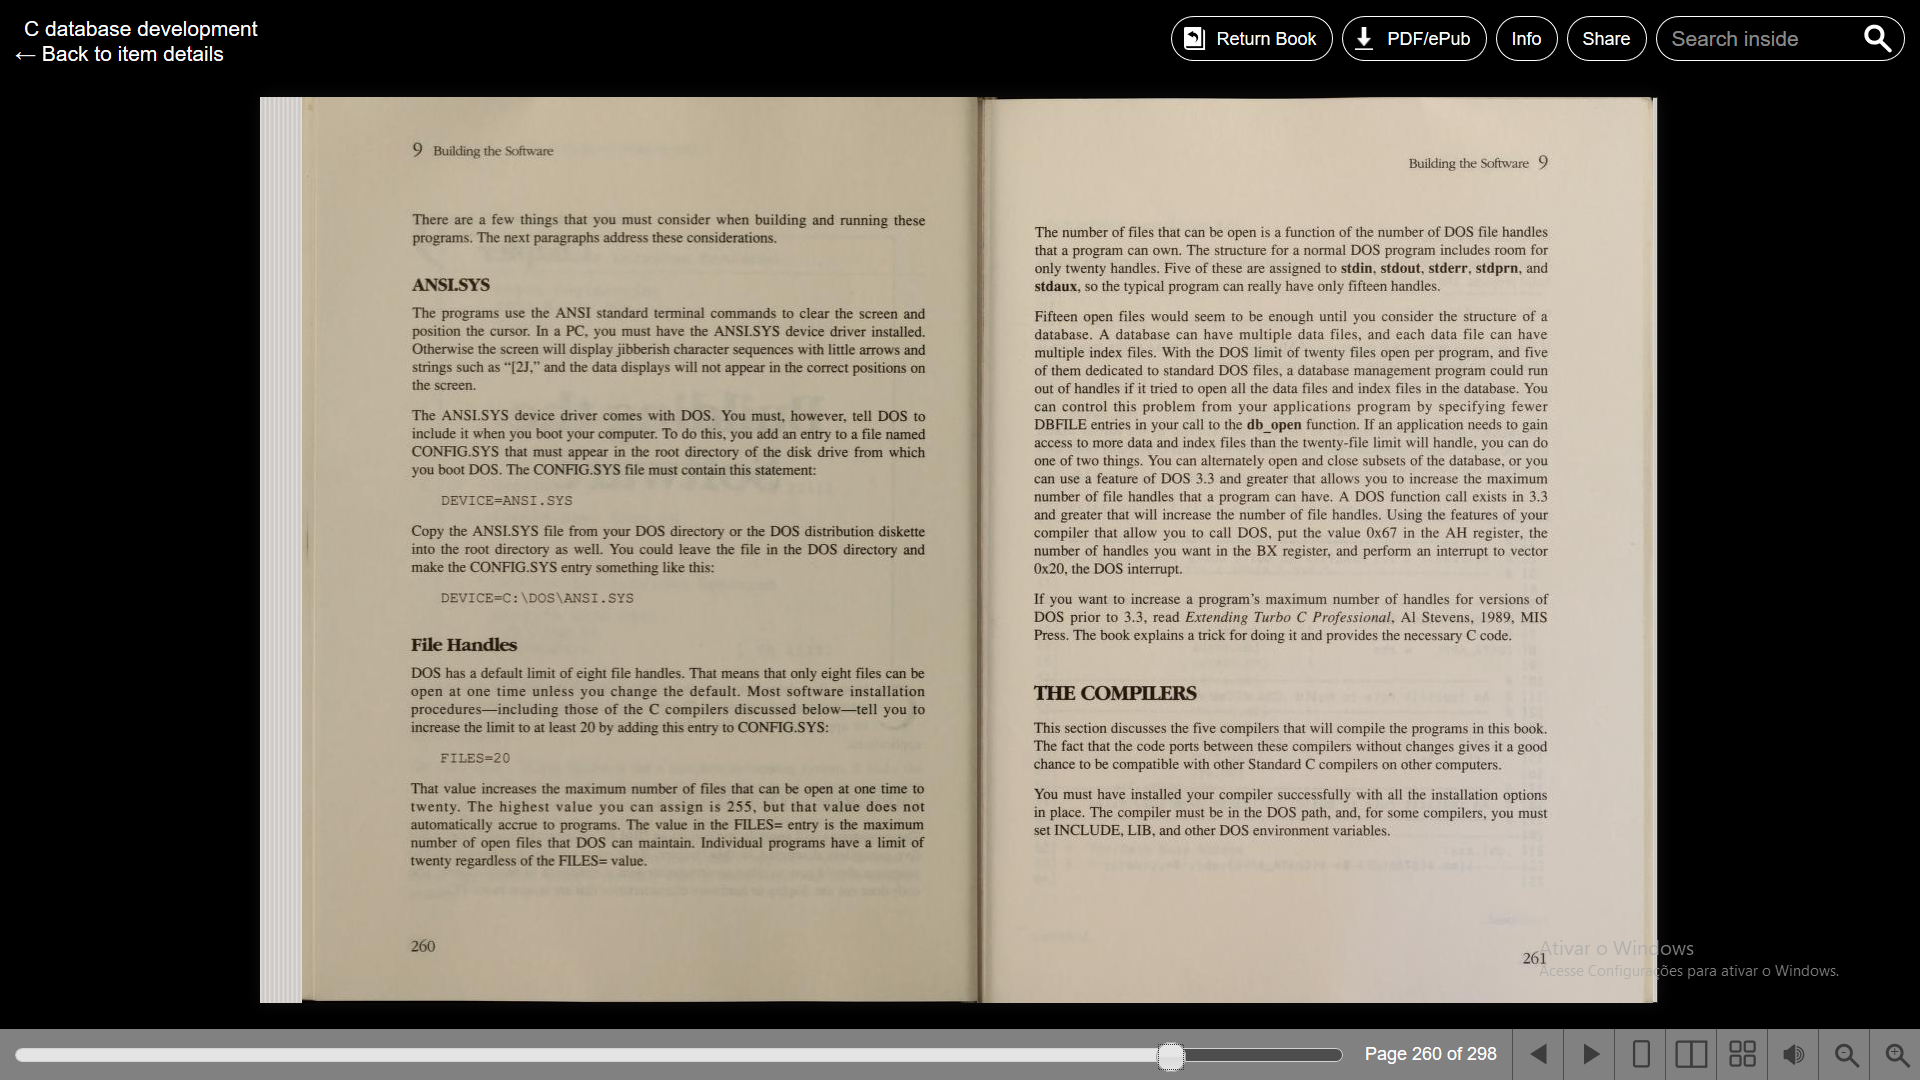 C database development
← Back to item details
Return Book
PDF/ePub
Info
Share
Search inside
9 Building the Software
There are a few things that you must consider when building and running these
programs. The next paragraphs address these considerations.
ANSI.SYS
The programs use the ANSI standard terminal commands to clear the screen and
position the cursor. In a PC, you must have the ANSI.SYS device driver installed.
Otherwise the screen will display jibberish character sequences with little arrows and
strings such as “[2J,” and the data displays will not appear in the correct positions on
the screen.
The ANSI.SYS device driver comes with DOS. You must, however, tell DOS to
include it when you boot your computer. To do this, you add an entry to a file named
CONFIG.SYS that must appear in the root directory of the disk drive from which
you boot DOS. The CONFIG.SYS file must contain this statement:
DEVICE=ANSI.SYS
Copy the ANSI.SYS file from your DOS directory or the DOS distribution diskette
into the root directory as well. You could leave the file in the DOS directory and
make the CONFIG.SYS entry something like this:
DEVICE=C:\DOS\ANSI.SYS
File Handles
DOS has a default limit of eight file handles. That means that only eight files can be
open at one time unless you change the default. Most software installation
procedures—including those of the C compilers discussed below—tell you to
increase the limit to at least 20 by adding this entry to CONFIG.SYS:
FILES=20
That value increases the maximum number of files that can be open at one time to
twenty. The highest value you can assign is 255, but that value does not
automatically accrue to programs. The value in the FILES= entry is the maximum
number of open files that DOS can maintain. Individual programs have a limit of
twenty regardless of the FILES= value.
260
Building the Software 9
The number of files that can be open is a function of the number of DOS file handles
that a program can own. The structure for a normal DOS program includes room for
only twenty handles. Five of these are assigned to stdin, stdout, stderr, stdprn, and
stdaux, so the typical program can really have only fifteen handles.
Fifteen open files would seem to be enough until you consider the structure of a
database. A database can have multiple data files, and each data file can have
multiple index files. With the DOS limit of twenty files open per program, and five
of them dedicated to standard DOS files, a database management program could run
out of handles if it tried to open all the data files and index files in the database. You
can control this problem from your applications program by specifying fewer
DBFILE entries in your call to the db_open function. If an application needs to gain
access to more data and index files than the twenty-file limit will handle, you can do
one of two things. You can alternately open and close subsets of the database, or you
can use a feature of DOS 3.3 and greater that allows you to increase the maximum
number of file handles that a program can have. A DOS function call exists in 3.3
and greater that will increase the number of file handles. Using the features of your
compiler that allow you to call DOS, put the value 0x67 in the AH register, the
number of handles you want in the BX register, and perform an interrupt to vector
0x20, the DOS interrupt.
If you want to increase a program’s maximum number of handles for versions of
DOS prior to 3.3, read Extending Turbo C Professional, Al Stevens, 1989, MIS
Press. The book explains a trick for doing it and provides the necessary C code.
THE COMPILERS
This section discusses the five compilers that will compile the programs in this book.
The fact that the code ports between these compilers without changes gives it a good
chance to be compatible with other Standard C compilers on other computers.
You must have installed your compiler successfully with all the installation options
in place. The compiler must be in the DOS path, and, for some compilers, you must
set INCLUDE, LIB, and other DOS environment variables.
261
Ativar o Windows
Acesse Configurações para ativar o Windows.
Page 260 of 298